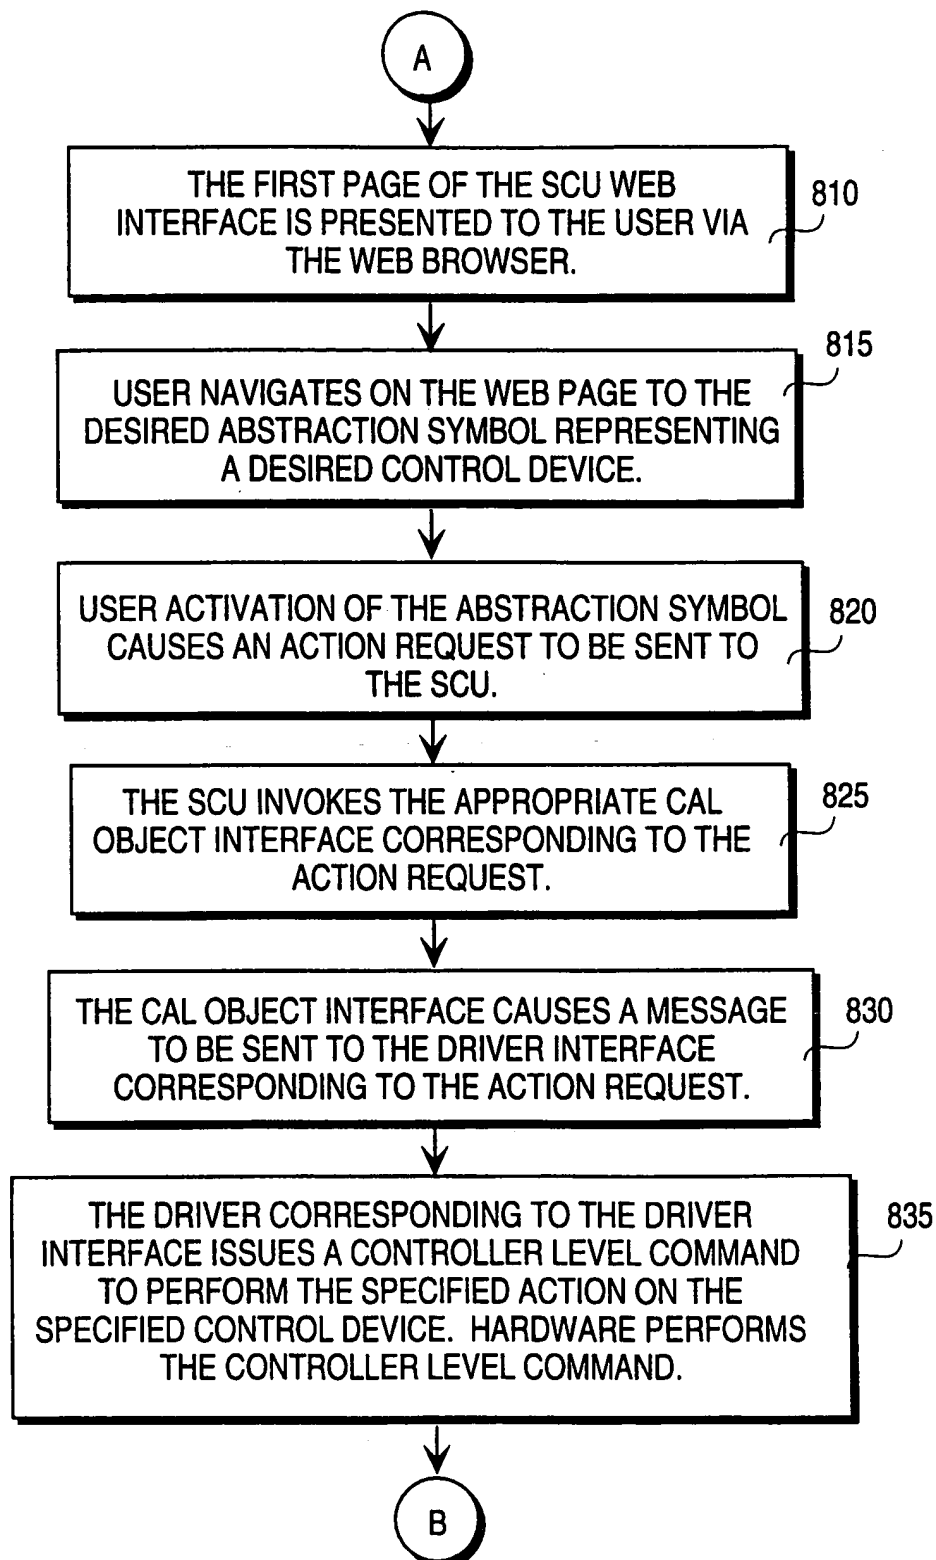 A
THE FIRST PAGE OF THE SCU WEB
INTERFACE IS PRESENTED TO THE USER VIA
THE WEB BROWSER.
810
USER NAVIGATES ON THE WEB PAGE TO THE
DESIRED ABSTRACTION SYMBOL REPRESENTING
A DESIRED CONTROL DEVICE.
815
USER ACTIVATION OF THE ABSTRACTION SYMBOL
CAUSES AN ACTION REQUEST TO BE SENT TO
THE SCU.
820
THE SCU INVOKES THE APPROPRIATE CAL
OBJECT INTERFACE CORRESPONDING TO THE
ACTION REQUEST.
825
THE CAL OBJECT INTERFACE CAUSES A MESSAGE
TO BE SENT TO THE DRIVER INTERFACE
CORRESPONDING TO THE ACTION REQUEST.
830
THE DRIVER CORRESPONDING TO THE DRIVER
INTERFACE ISSUES A CONTROLLER LEVEL COMMAND
TO PERFORM THE SPECIFIED ACTION ON THE
SPECIFIED CONTROL DEVICE. HARDWARE PERFORMS
THE CONTROLLER LEVEL COMMAND.
835
B